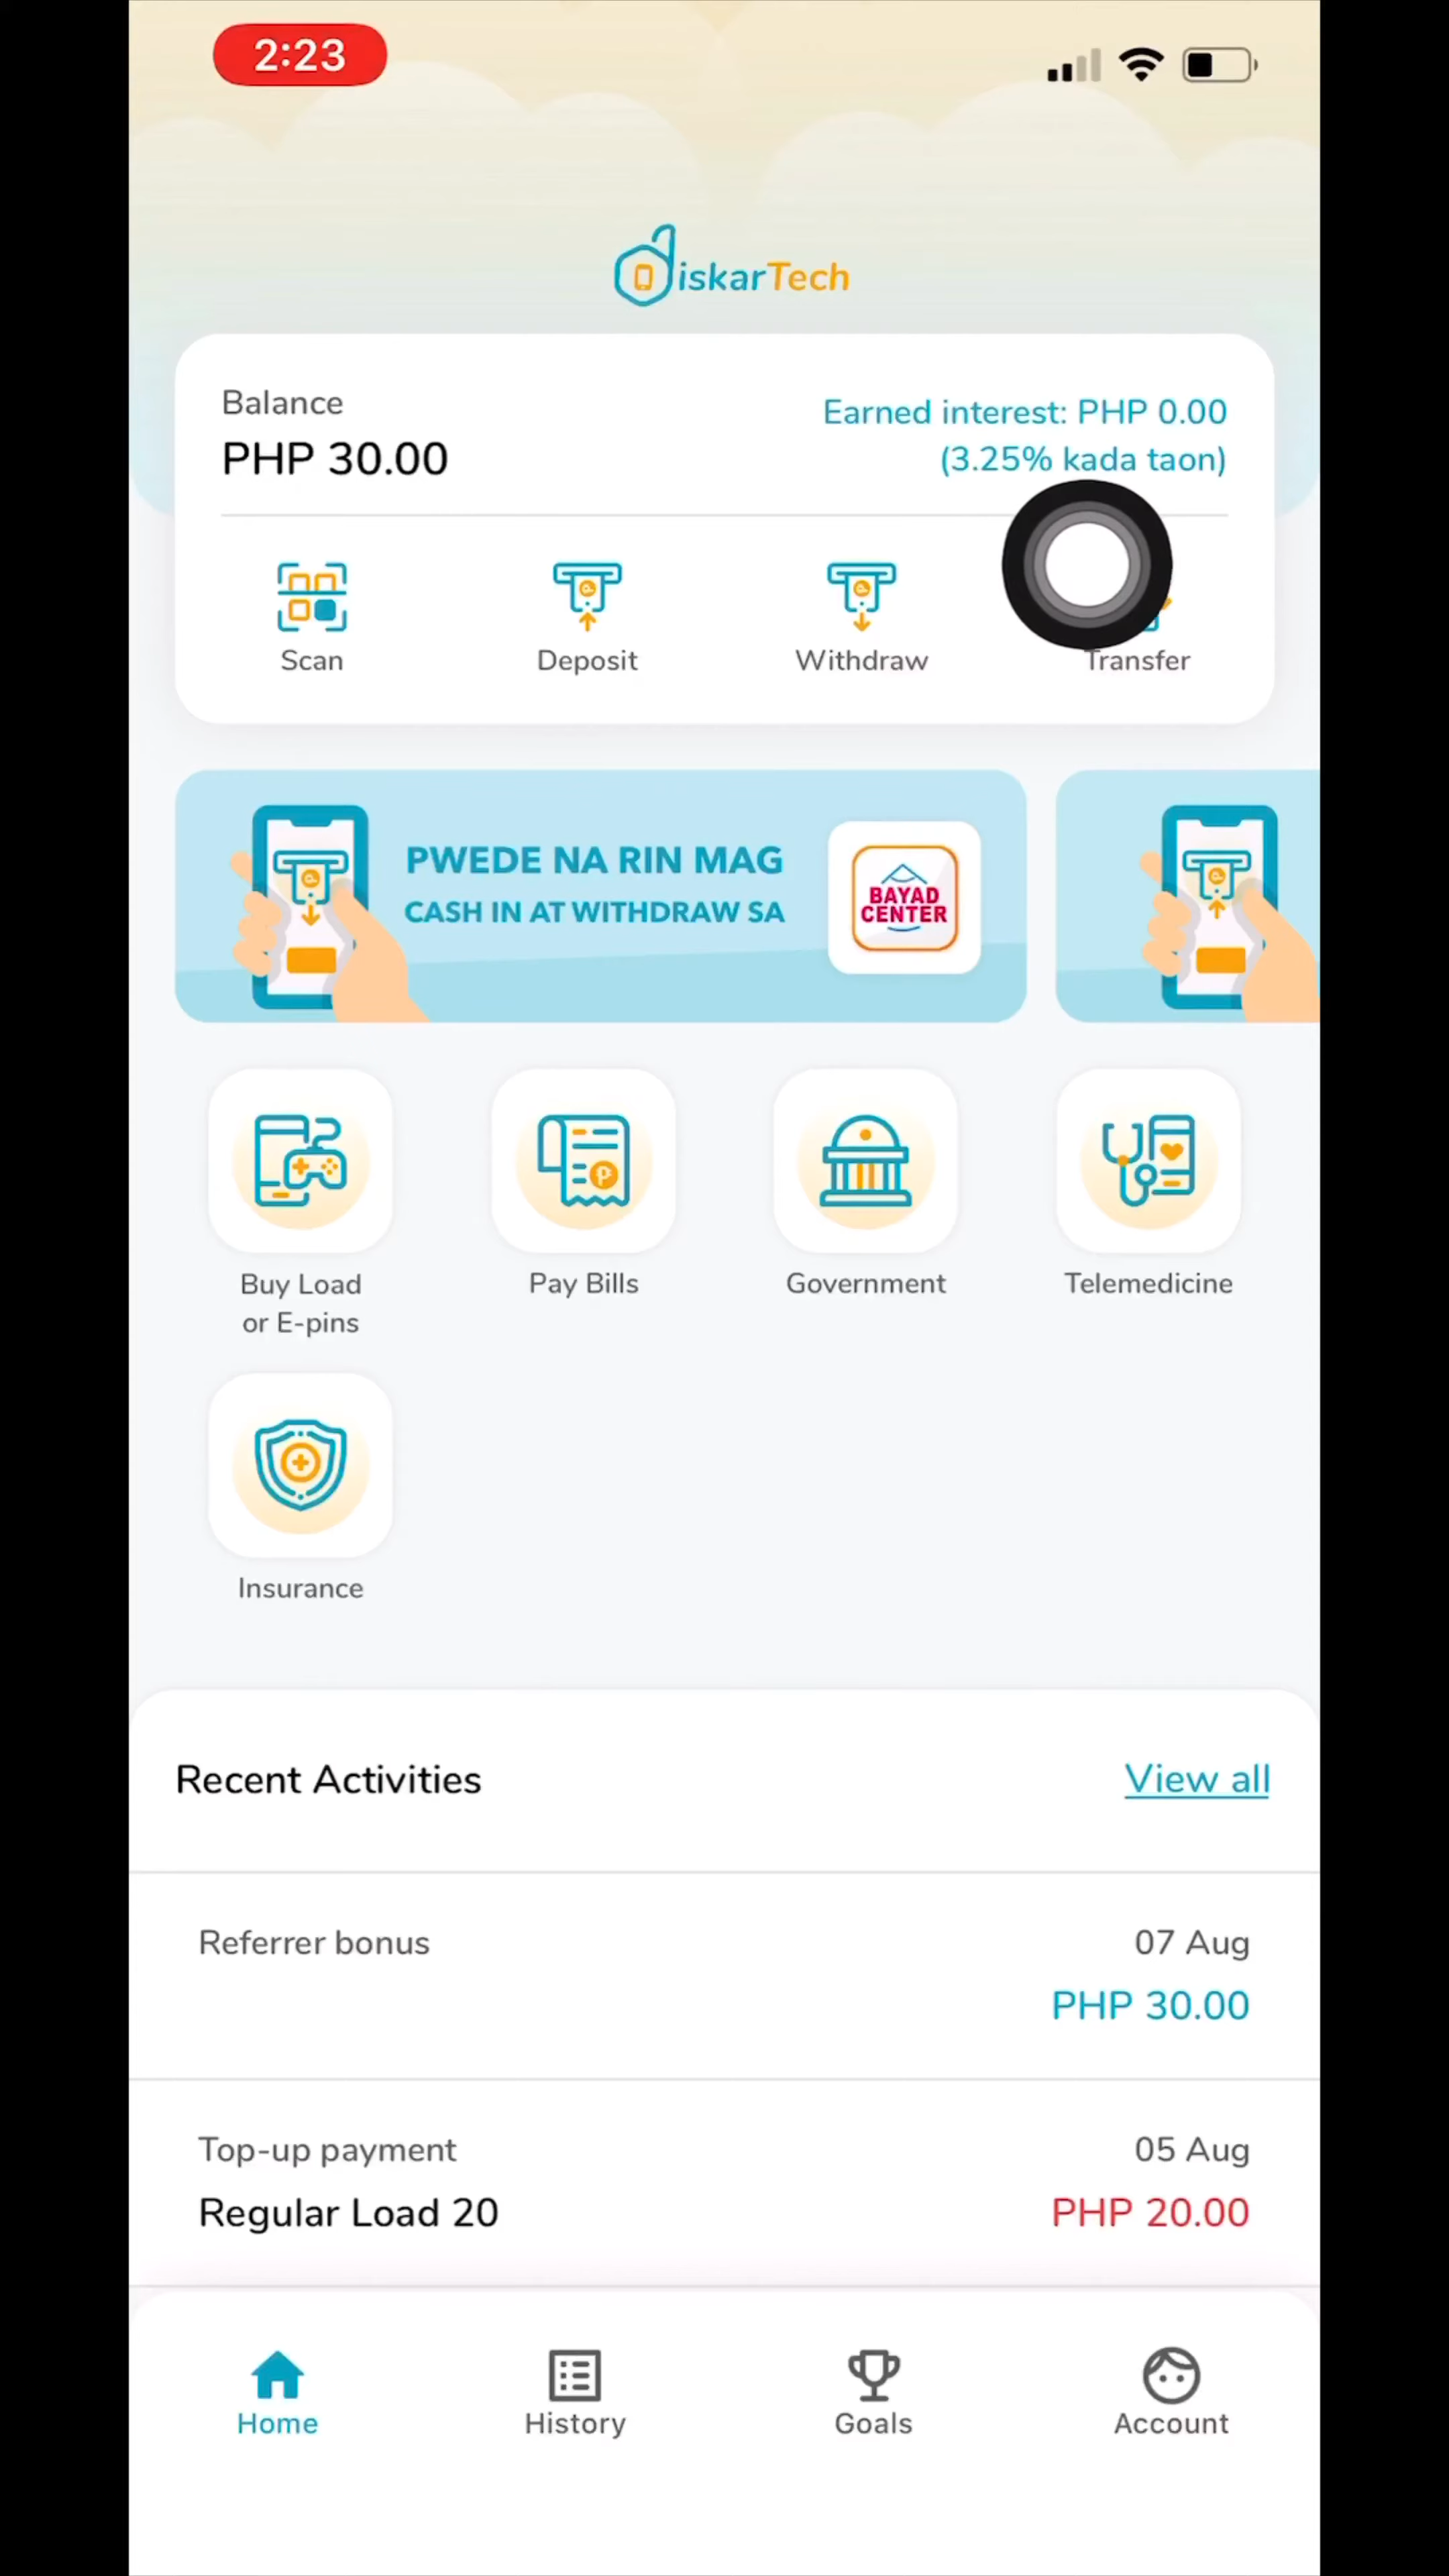 2:23
diskarTech
Balance
Earned interest: PHP 0.00
PHP 30.00
(3.25% kada taon)
Scan
Deposit
Withdraw
Transfer
PWEDE NA RIN MAG
CASH IN AT WITHDRAW SA
BAYAD
CENTER
Buy Load
or E-pins
Pay Bills
Government
Telemedicine
Insurance
Recent Activities
View all
Referrer bonus
07 Aug
PHP 30.00
Top-up payment
05 Aug
Regular Load 20
PHP 20.00
Home
History
Goals
Account